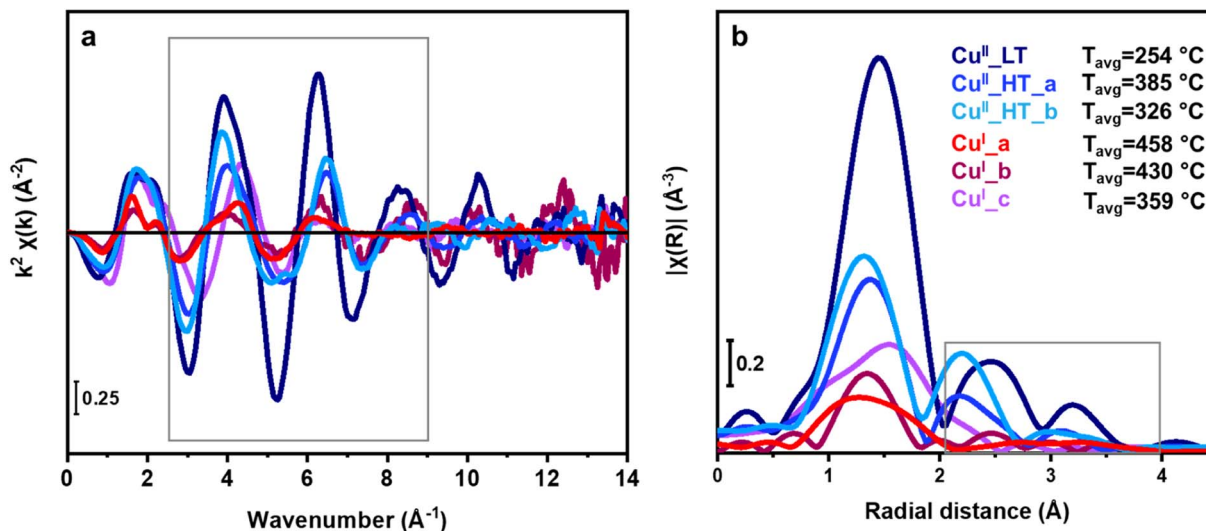 a
k² χ(k) (Å⁻²)
0.25
0 2 4 6 8 10 12 14
Wavenumber (Å⁻¹)
b
Cuᴵᴵ_LT Tavg=254 °C
Cuᴵᴵ_HT_a Tavg=385 °C
Cuᴵᴵ_HT_b Tavg=326 °C
Cuᴵ_a Tavg=458 °C
Cuᴵ_b Tavg=430 °C
Cuᴵ_c Tavg=359 °C
|χ(R)| (Å⁻³)
0.2
0 1 2 3 4
Radial distance (Å)